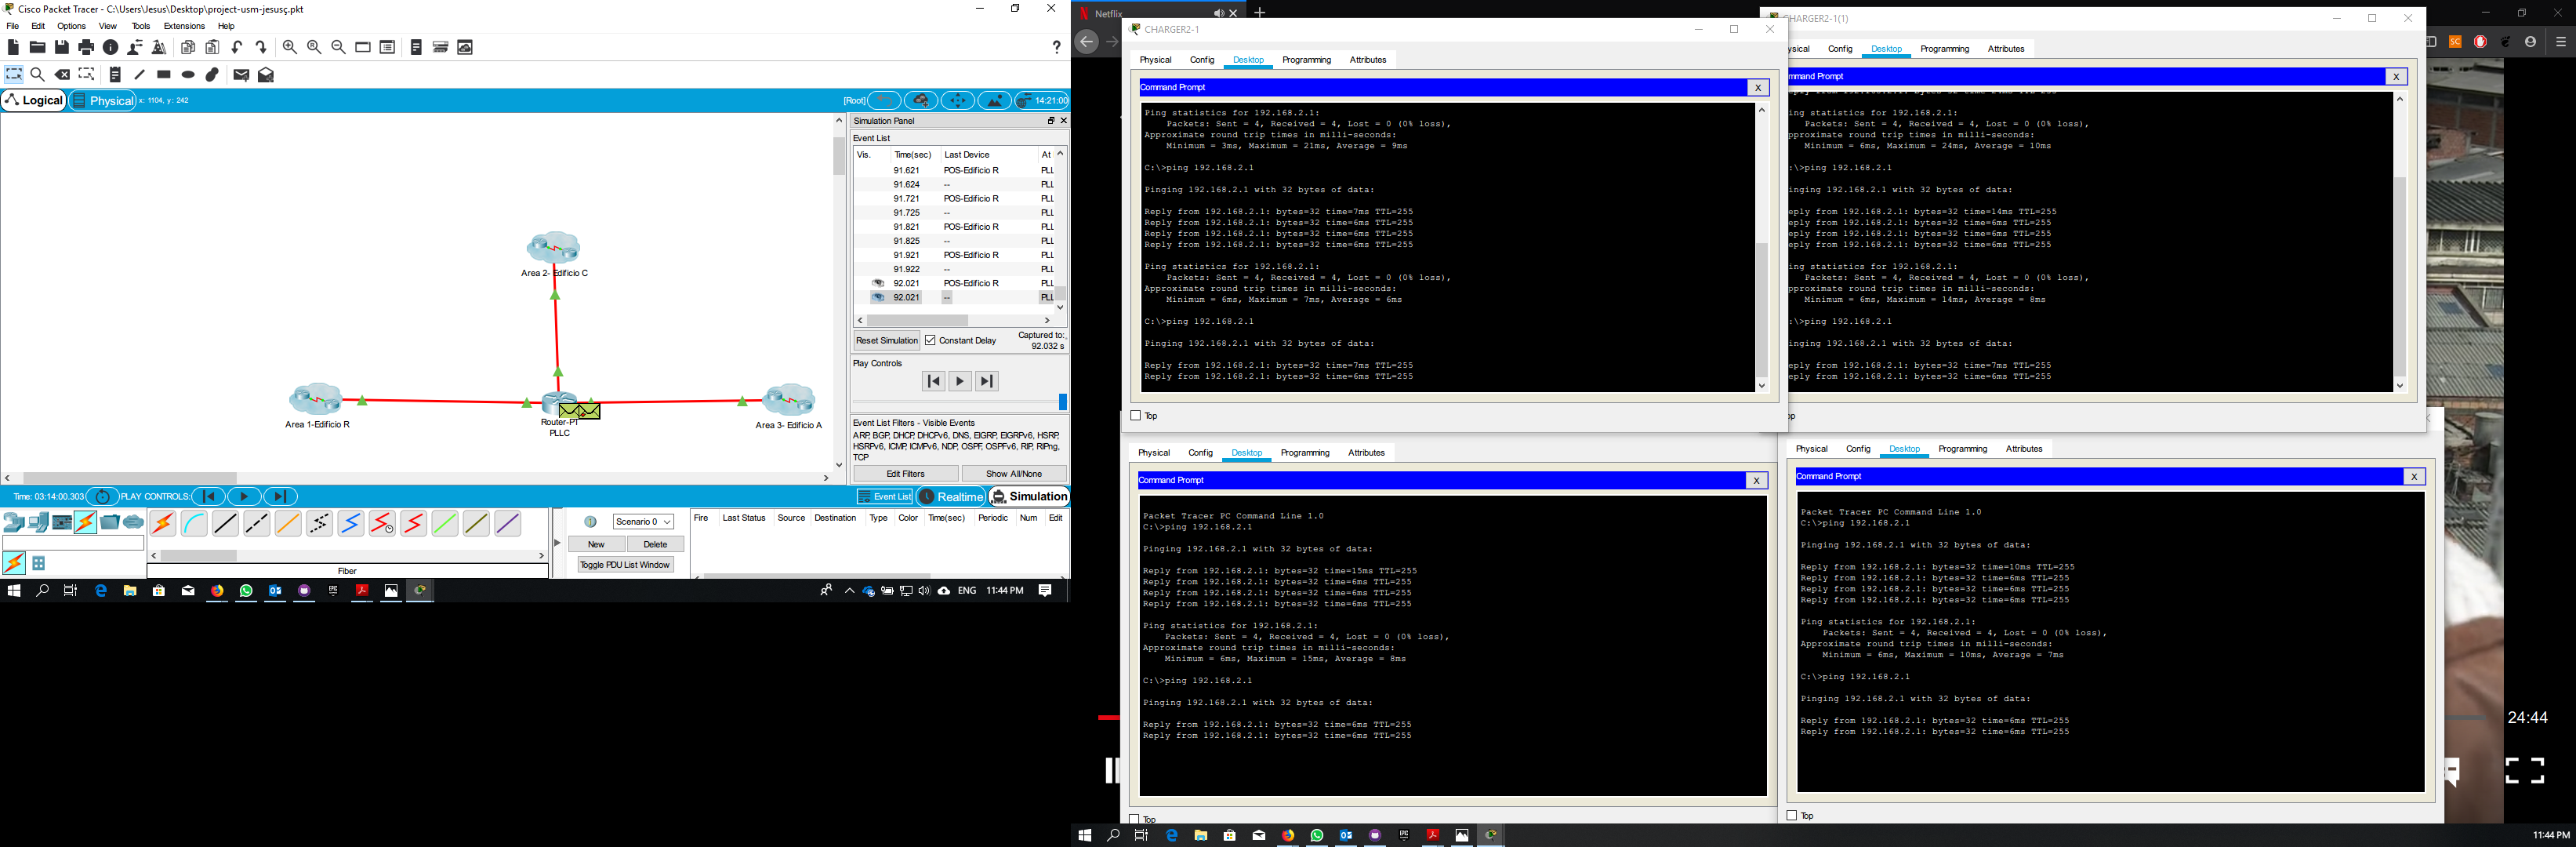 Cisco Packet Tracer - C:\Users\Jesus\Desktop\project-usm-jesusç.pkt
File Edit Options View Tools Extensions Help
Logical Physical x: 1104, y: 242 [Root] 14:21:00
Simulation Panel
Event List
Vis. Time(sec) Last Device At
91.621 POS-Edificio R PLL
91.624 -- PLL
91.721 POS-Edificio R PLL
91.725 -- PLL
91.821 POS-Edificio R PLL
91.825 -- PLL
91.921 POS-Edificio R PLL
91.922 -- PLL
92.021 POS-Edificio R PLL
92.021 -- PLL
Reset Simulation Constant Delay Captured to:
92.032 s
Play Controls
Event List Filters - Visible Events
ARP, BGP, DHCP, DHCPv6, DNS, EIGRP, EIGRPv6, HSRP,
HSRPv6, ICMP, ICMPv6, NDP, OSPF, OSPFv6, RIP, RIPng,
TCP
Edit Filters Show All/None
Area 2- Edificio C
Area 1-Edificio R
Router-PT
PLLC
Area 3- Edificio A
Time: 03:14:00.303 PLAY CONTROLS: Event List Realtime Simulation
Scenario 0
New Delete
Toggle PDU List Window
Fire Last Status Source Destination Type Color Time(sec) Periodic Num Edit
Fiber
ENG 11:44 PM
Netflix
CHARGER2-1
Physical Config Desktop Programming Attributes
Command Prompt X
Ping statistics for 192.168.2.1:
Packets: Sent = 4, Received = 4, Lost = 0 (0% loss),
Approximate round trip times in milli-seconds:
Minimum = 3ms, Maximum = 21ms, Average = 9ms
C:\>ping 192.168.2.1
Pinging 192.168.2.1 with 32 bytes of data:
Reply from 192.168.2.1: bytes=32 time=7ms TTL=255
Reply from 192.168.2.1: bytes=32 time=6ms TTL=255
Reply from 192.168.2.1: bytes=32 time=6ms TTL=255
Reply from 192.168.2.1: bytes=32 time=6ms TTL=255
Ping statistics for 192.168.2.1:
Packets: Sent = 4, Received = 4, Lost = 0 (0% loss),
Approximate round trip times in milli-seconds:
Minimum = 6ms, Maximum = 7ms, Average = 6ms
C:\>ping 192.168.2.1
Pinging 192.168.2.1 with 32 bytes of data:
Reply from 192.168.2.1: bytes=32 time=7ms TTL=255
Reply from 192.168.2.1: bytes=32 time=6ms TTL=255
Top
CHARGER2-1(1)
ysical Config Desktop Programming Attributes
mmand Prompt X
ing statistics for 192.168.2.1:
Packets: Sent = 4, Received = 4, Lost = 0 (0% loss),
pproximate round trip times in milli-seconds:
Minimum = 6ms, Maximum = 24ms, Average = 10ms
:\>ping 192.168.2.1
inging 192.168.2.1 with 32 bytes of data:
eply from 192.168.2.1: bytes=32 time=14ms TTL=255
eply from 192.168.2.1: bytes=32 time=6ms TTL=255
eply from 192.168.2.1: bytes=32 time=6ms TTL=255
eply from 192.168.2.1: bytes=32 time=6ms TTL=255
ing statistics for 192.168.2.1:
Packets: Sent = 4, Received = 4, Lost = 0 (0% loss),
pproximate round trip times in milli-seconds:
Minimum = 6ms, Maximum = 14ms, Average = 8ms
:\>ping 192.168.2.1
inging 192.168.2.1 with 32 bytes of data:
eply from 192.168.2.1: bytes=32 time=7ms TTL=255
eply from 192.168.2.1: bytes=32 time=6ms TTL=255
op
Physical Config Desktop Programming Attributes
Command Prompt X
Packet Tracer PC Command Line 1.0
C:\>ping 192.168.2.1
Pinging 192.168.2.1 with 32 bytes of data:
Reply from 192.168.2.1: bytes=32 time=15ms TTL=255
Reply from 192.168.2.1: bytes=32 time=6ms TTL=255
Reply from 192.168.2.1: bytes=32 time=6ms TTL=255
Reply from 192.168.2.1: bytes=32 time=6ms TTL=255
Ping statistics for 192.168.2.1:
Packets: Sent = 4, Received = 4, Lost = 0 (0% loss),
Approximate round trip times in milli-seconds:
Minimum = 6ms, Maximum = 15ms, Average = 8ms
C:\>ping 192.168.2.1
Pinging 192.168.2.1 with 32 bytes of data:
Reply from 192.168.2.1: bytes=32 time=6ms TTL=255
Reply from 192.168.2.1: bytes=32 time=6ms TTL=255
Top
Physical Config Desktop Programming Attributes
Command Prompt X
Packet Tracer PC Command Line 1.0
C:\>ping 192.168.2.1
Pinging 192.168.2.1 with 32 bytes of data:
Reply from 192.168.2.1: bytes=32 time=10ms TTL=255
Reply from 192.168.2.1: bytes=32 time=6ms TTL=255
Reply from 192.168.2.1: bytes=32 time=6ms TTL=255
Reply from 192.168.2.1: bytes=32 time=6ms TTL=255
Ping statistics for 192.168.2.1:
Packets: Sent = 4, Received = 4, Lost = 0 (0% loss),
Approximate round trip times in milli-seconds:
Minimum = 6ms, Maximum = 10ms, Average = 7ms
C:\>ping 192.168.2.1
Pinging 192.168.2.1 with 32 bytes of data:
Reply from 192.168.2.1: bytes=32 time=6ms TTL=255
Reply from 192.168.2.1: bytes=32 time=6ms TTL=255
Top
24:44
11:44 PM